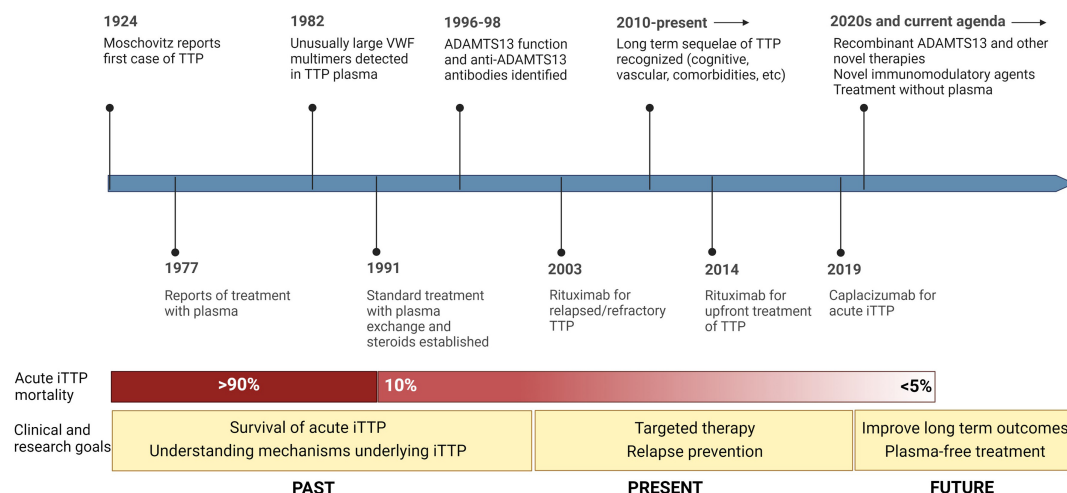 1924
Moschovitz reports
first case of TTP
1982
Unusually large VWF
multimers detected
in TTP plasma
1996-98
ADAMTS13 function
and anti-ADAMTS13
antibodies identified
2010-present
Long term sequelae of TTP
recognized (cognitive,
vascular, comorbidities, etc)
2020s and current agenda
Recombinant ADAMTS13 and other
novel therapies
Novel immunomodulatory agents
Treatment without plasma
1977
Reports of treatment
with plasma
1991
Standard treatment
with plasma
exchange and
steroids established
2003
Rituximab for
relapsed/refractory
TTP
2014
Rituximab for
upfront treatment
of TTP
2019
Caplacizumab for
acute iTTP
Acute iTTP
mortality
>90%
10%
<5%
Clinical and
research goals
Survival of acute iTTP
Understanding mechanisms underlying iTTP
Targeted therapy
Relapse prevention
Improve long term outcomes
Plasma-free treatment
PAST
PRESENT
FUTURE